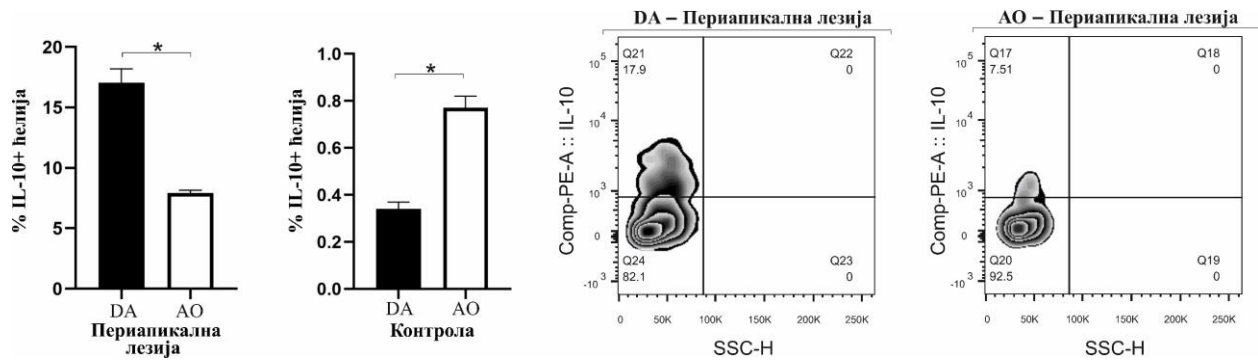 % IL-10+ ћелија
20
15
10
5
0
*
DA
AO
Периапикална
лезија
% IL-10+ ћелија
1.0
0.8
0.6
0.4
0.2
0.0
*
DA
AO
Контрола
DA – Периапикална лезија
Comp-PE-A :: IL-10
10^5
10^4
10^3
0
-10^3
Q21
17.9
Q22
0
Q24
82.1
Q23
0
0 50K 100K 150K 200K 250K
SSC-H
AO – Периапикална лезија
Comp-PE-A :: IL-10
10^5
10^4
10^3
0
-10^3
Q17
7.51
Q18
0
Q20
92.5
Q19
0
0 50K 100K 150K 200K 250K
SSC-H